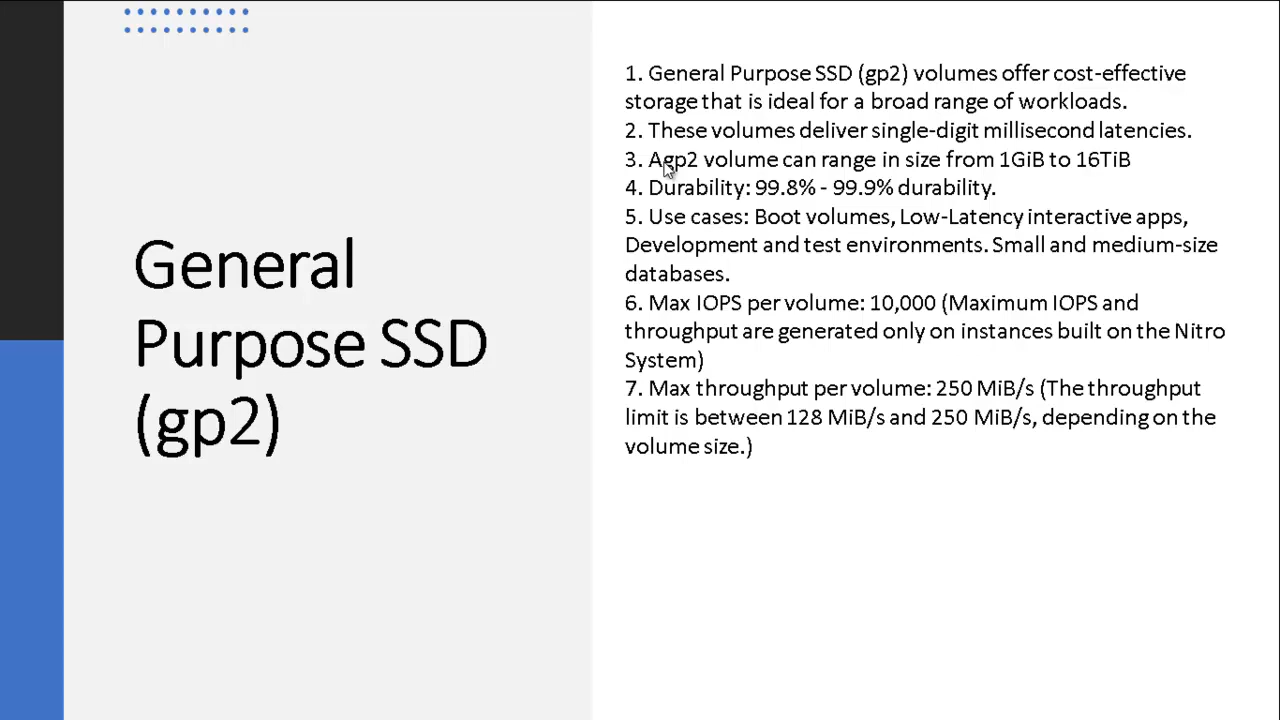 General
Purpose SSD
(gp2)
1. General Purpose SSD (gp2) volumes offer cost-effective
storage that is ideal for a broad range of workloads.
2. These volumes deliver single-digit millisecond latencies.
3. Agp2 volume can range in size from 1GiB to 16TiB
4. Durability: 99.8% - 99.9% durability.
5. Use cases: Boot volumes, Low-Latency interactive apps,
Development and test environments. Small and medium-size
databases.
6. Max IOPS per volume: 10,000 (Maximum IOPS and
throughput are generated only on instances built on the Nitro
System)
7. Max throughput per volume: 250 MiB/s (The throughput
limit is between 128 MiB/s and 250 MiB/s, depending on the
volume size.)